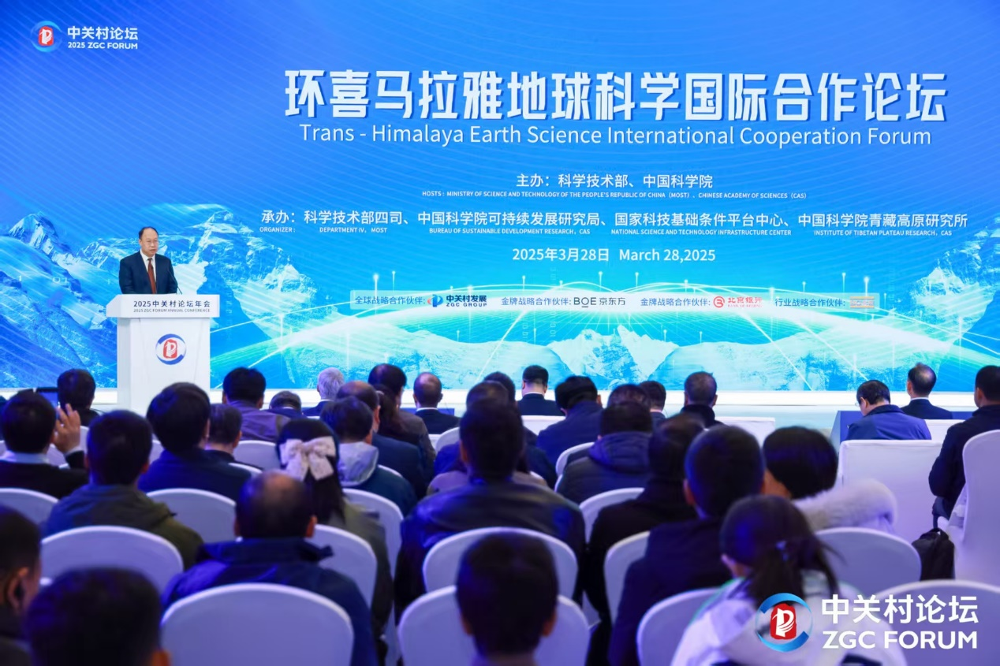 中关村论坛
2025 ZGC FORUM
环喜马拉雅地球科学国际合作论坛
Trans - Himalaya Earth Science International Cooperation Forum
主办：科学技术部、中国科学院
HOSTS : MINISTRY OF SCIENCE AND TECHNOLOGY OF THE PEOPLE'S REPUBLIC OF CHINA (MOST) 、CHINESE ACADEMY OF SCIENCES (CAS)
承办：科学技术部四司、中国科学院可持续发展研究局、国家科技基础条件平台中心、中国科学院青藏高原研究所
ORGANIZER : DEPARTMENT IV, MOST BUREAU OF SUSTAINABLE DEVELOPMENT RESEARCH, CAS NATIONAL SCIENCE AND TECHNOLOGY INFRASTRUCTURE CENTER INSTITUTE OF TIBETAN PLATEAU RESEARCH, CAS
2025年3月28日 March 28,2025
全球战略合作伙伴: 中关村发展 ZGC GROUP 金牌战略合作伙伴: BOE 京东方 金牌战略合作伙伴: 北京银行 BANK OF BEIJING 行业战略合作伙伴:
2025中关村论坛年会
2025 ZGC FORUM ANNUAL CONFERENCE
中关村论坛
ZGC FORUM